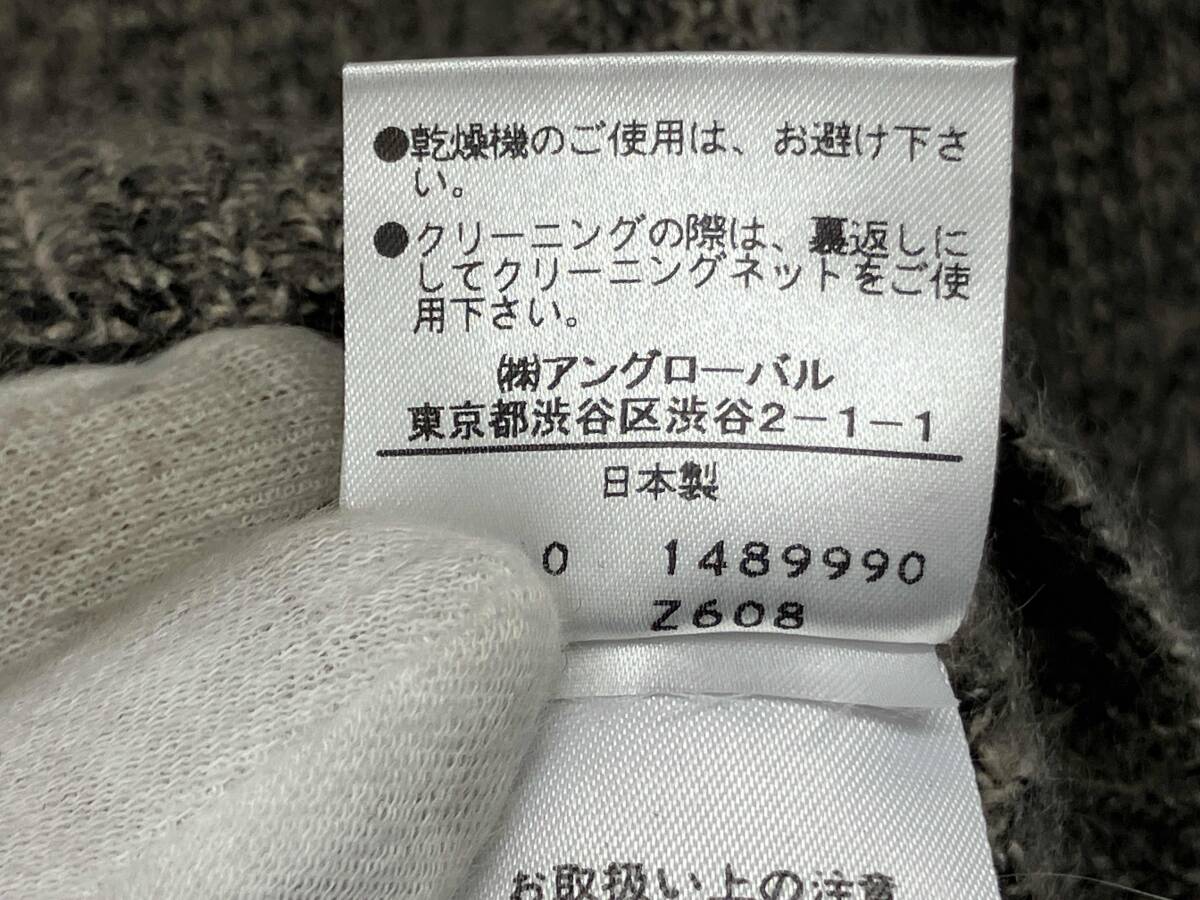 ●乾燥機のご使用は、お避け下さ
い。
●クリーニングの際は、裏返しに
してクリーニングネットをご使
用下さい。
㈱アングローバル
東京都渋谷区渋谷2-1-1
日本製
0 1489990
Z608
お取扱い上の注意